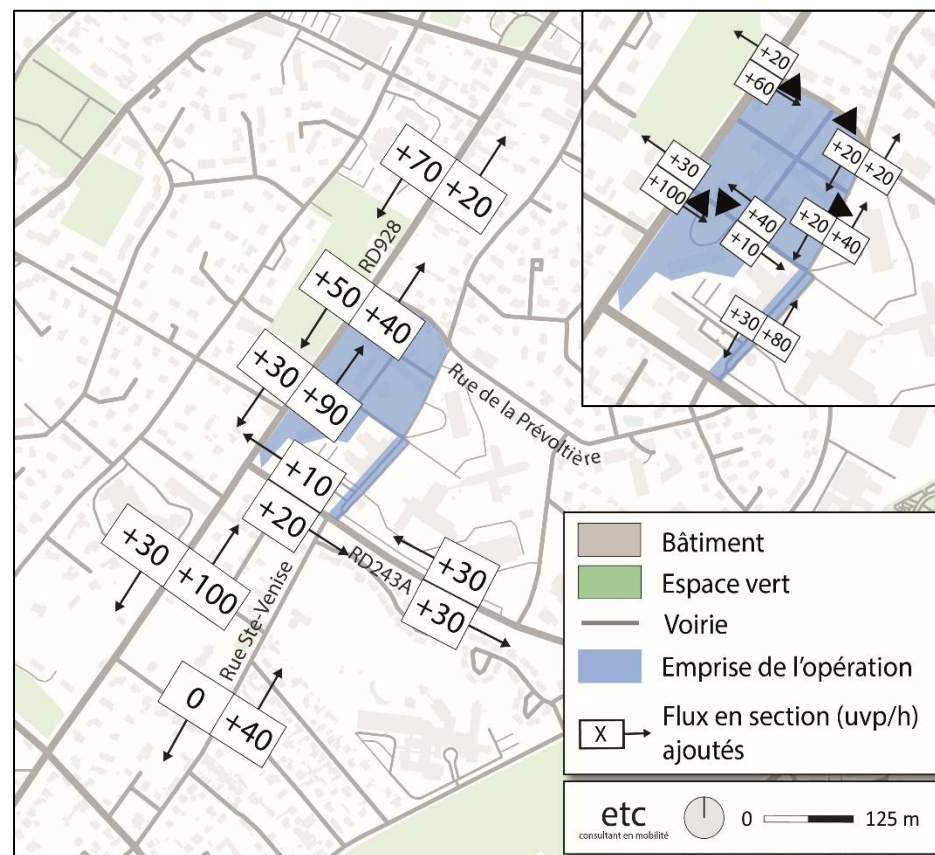 +70 +20
RD928
+50 +40
+30 +90
Rue de la Prévoltière
+10
+20
RD243A
+30
+30
+30 +100
Rue Ste-Venise
0 +40
+20
+60
+30
+100
+20 +20
+40
+10
+20 +40
+30 +80
Bâtiment
Espace vert
Voirie
Emprise de l'opération
X Flux en section (uvp/h)
ajoutés
etc
consultant en mobilité
0 125 m